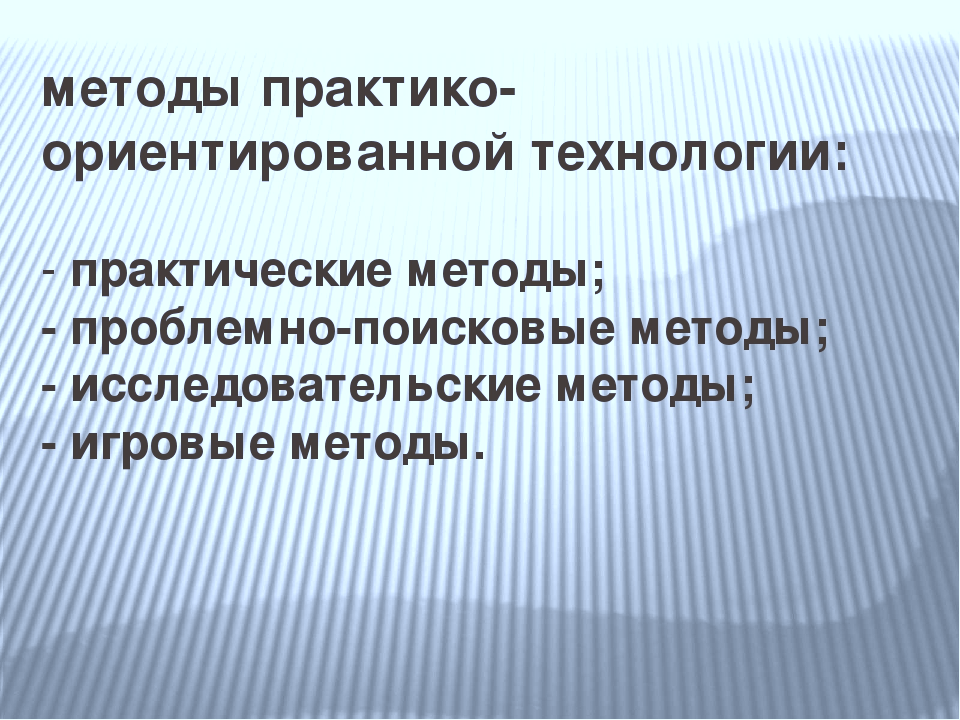 методы практико-
ориентированной технологии:
- практические методы;
- проблемно-поисковые методы;
- исследовательские методы;
- игровые методы.